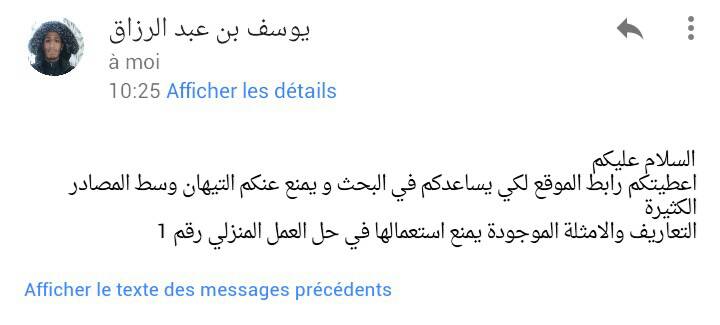 يوسف بن عبد الرزاق
à moi
10:25 Afficher les détails
السلام عليكم
اعطيتكم رابط الموقع لكي يساعدكم في البحث و يمنع عنكم التيهان وسط المصادر
الكثيرة
التعاريف والامثلة الموجودة يمنع استعمالها في حل العمل المنزلي رقم 1
Afficher le texte des messages précédents